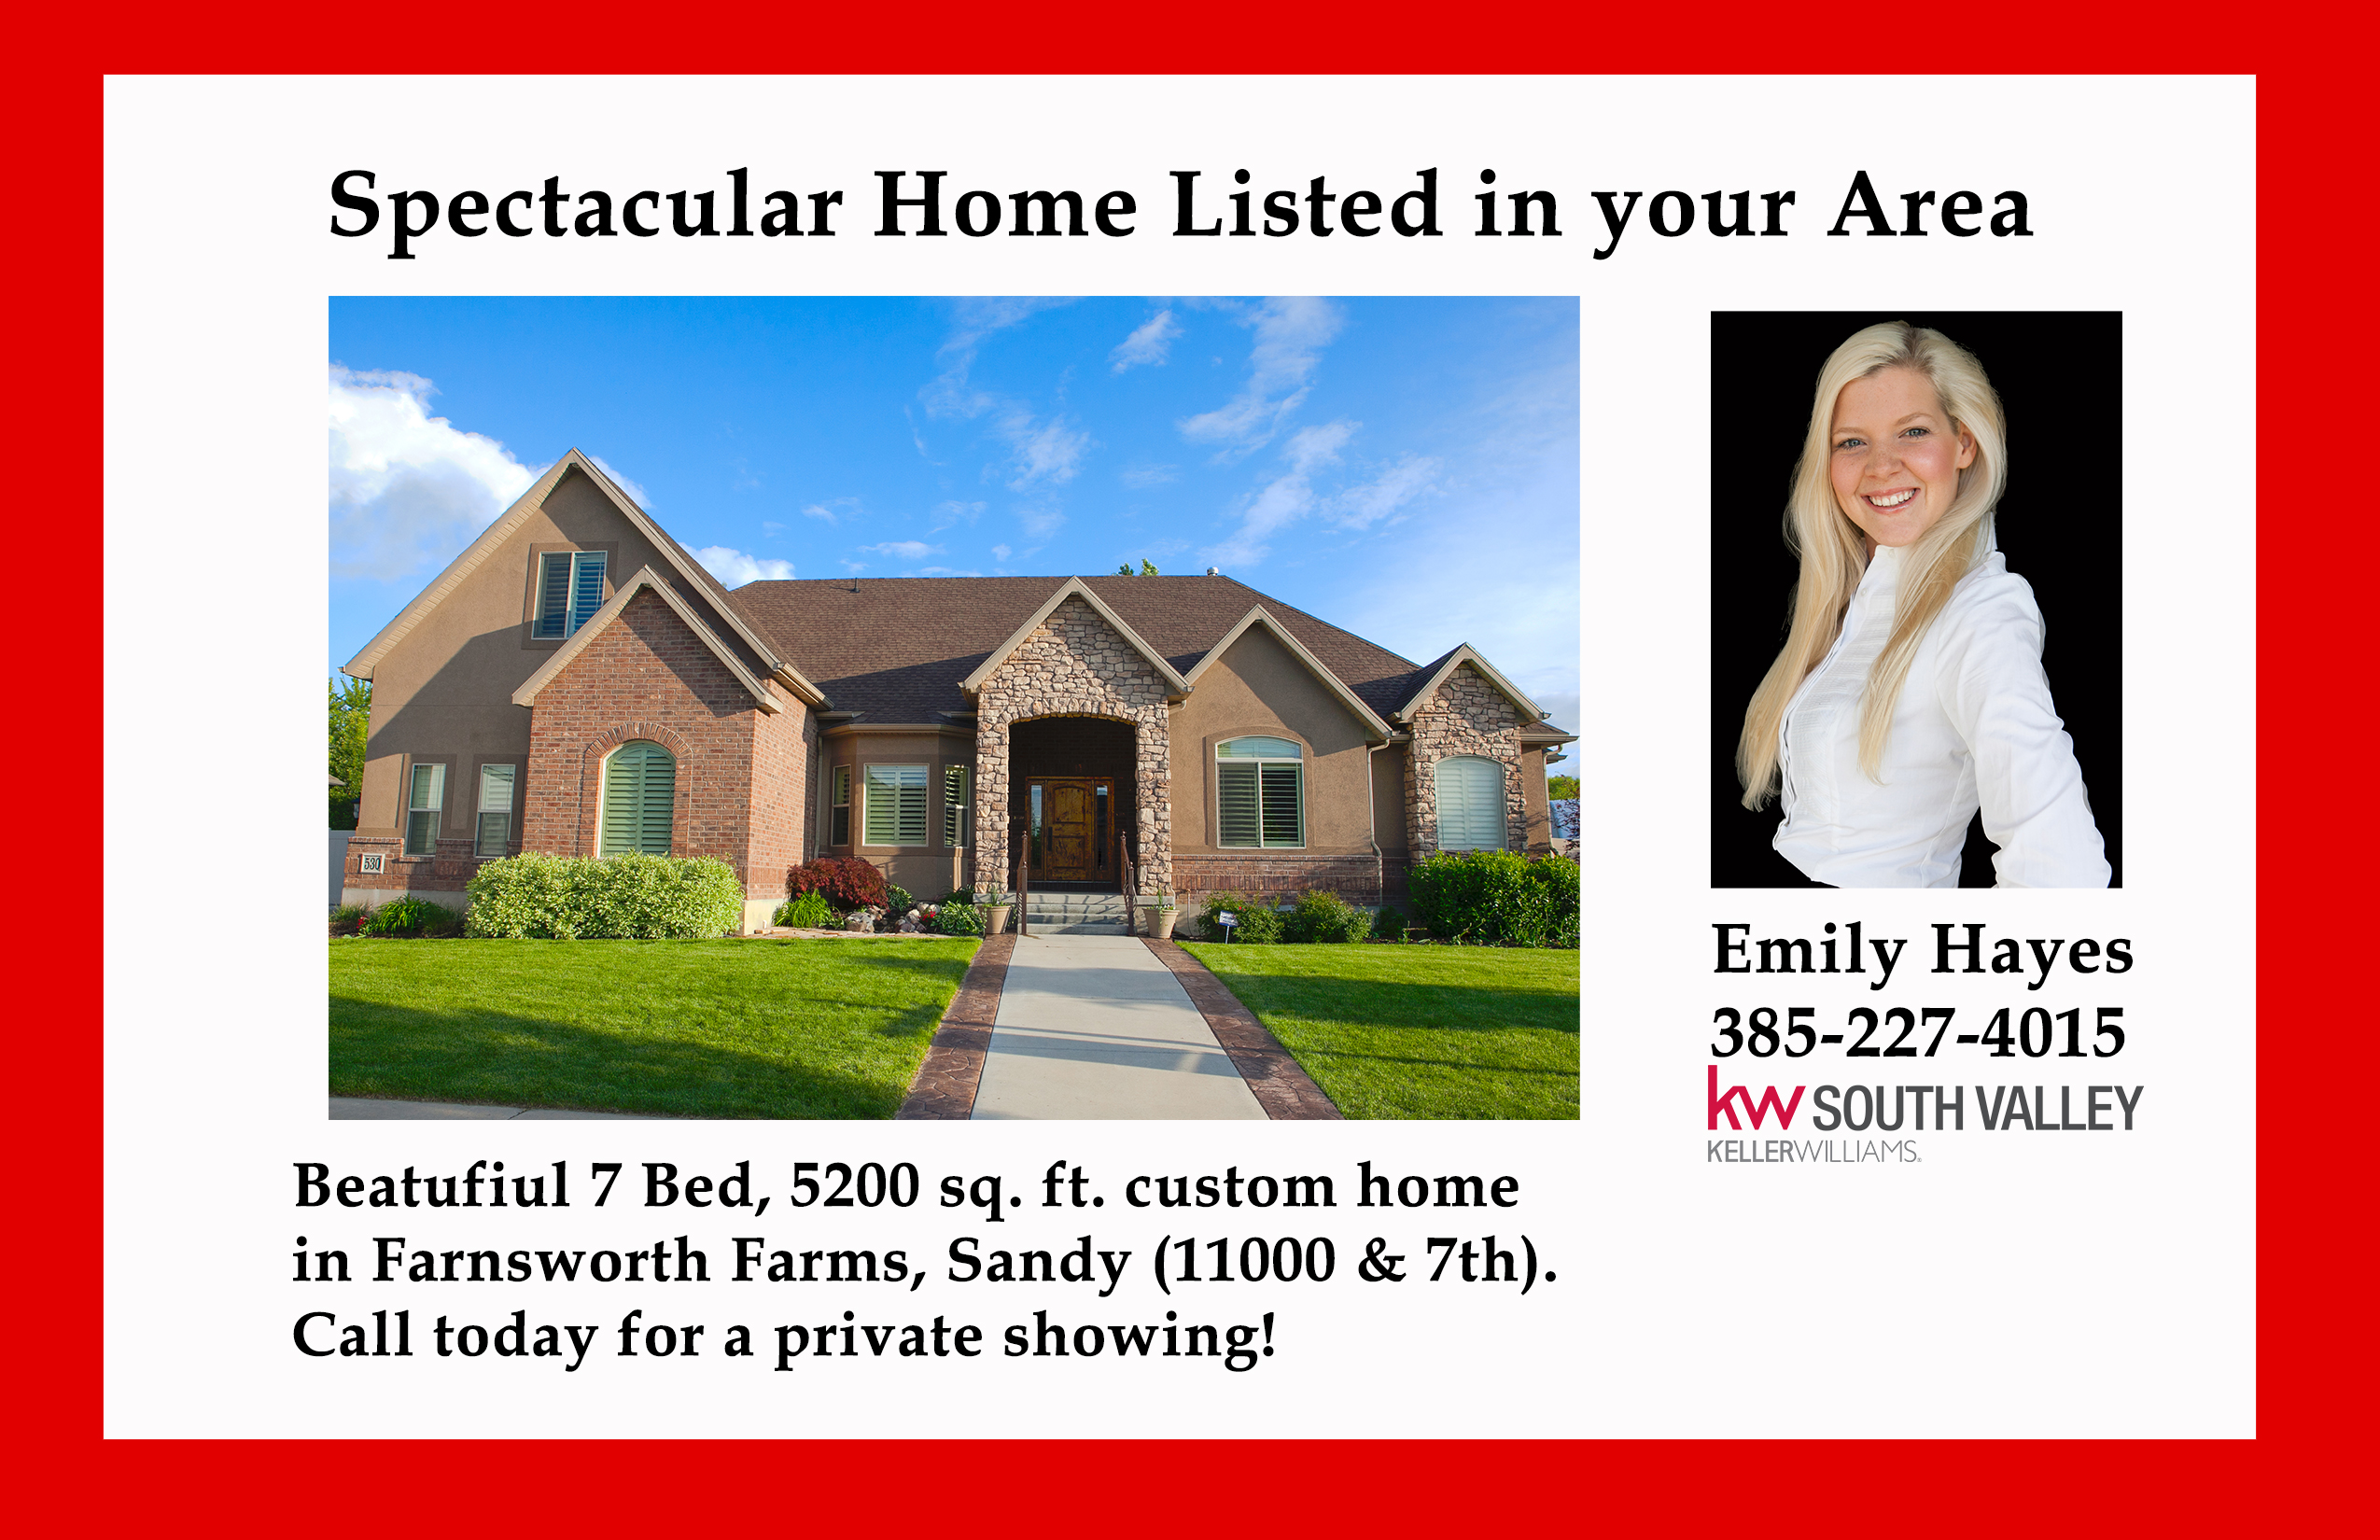 Spectacular Home Listed in your Area
530
Emily Hayes
385-227-4015
kw SOUTH VALLEY
KELLERWILLIAMS.
Beatufiul 7 Bed, 5200 sq. ft. custom home
in Farnsworth Farms, Sandy (11000 & 7th).
Call today for a private showing!